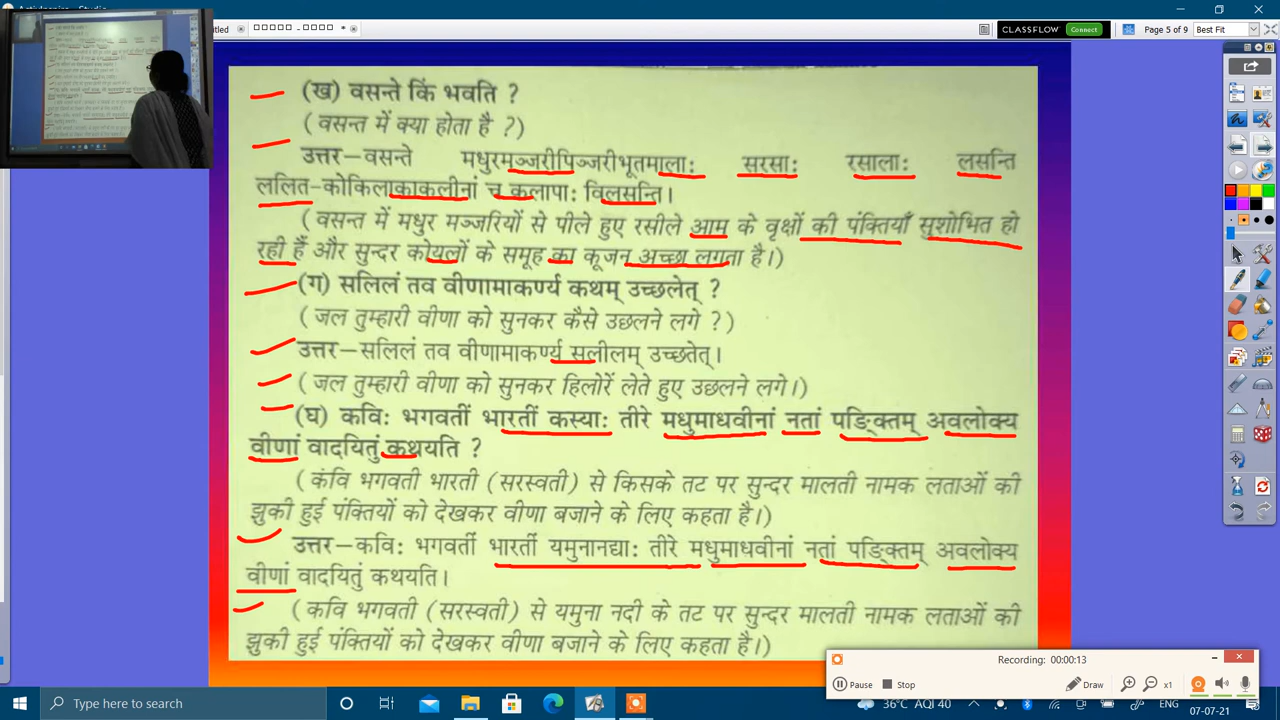 ActivInspire - Studio
ntitled
CLASSFLOW Connect
Page 5 of 9
Best Fit
(ख) वसन्ते किं भवति ?
(वसन्त में क्या होता है ?)
उत्तर–वसन्ते मधुरमञ्जरीपिञ्जरीभूतमालाः सरसाः रसालाः लसन्ति
ललित-कोकिलाकाकलीनां च कलापाः विलसन्ति।
(वसन्त में मधुर मञ्जरियों से पीले हुए रसीले आम के वृक्षों की पंक्तियाँ सुशोभित हो
रही हैं और सुन्दर कोयलों के समूह का कूजन अच्छा लगता है।)
(ग) सलिलं तव वीणामाकर्ण्य कथम् उच्छलेत् ?
(जल तुम्हारी वीणा को सुनकर कैसे उछलने लगे ?)
उत्तर–सलिलं तव वीणामाकर्ण्य सलीलम् उच्छतेत्।
(जल तुम्हारी वीणा को सुनकर हिलोरें लेते हुए उछलने लगे।)
(घ) कविः भगवतीं भारतीं कस्याः तीरे मधुमाधवीनां नतां पङ्क्तिम् अवलोक्य
वीणां वादयितुं कथयति ?
(कंवि भगवती भारती (सरस्वती) से किसके तट पर सुन्दर मालती नामक लताओं की
झुकी हुई पंक्तियों को देखकर वीणा बजाने के लिए कहता है।)
उत्तर–कविः भगवतीं भारतीं यमुनानद्याः तीरे मधुमाधवीनां नतां पङ्क्तिम् अवलोक्य
वीणां वादयितुं कथयति।
(कवि भगवती (सरस्वती) से यमुना नदी के तट पर सुन्दर मालती नामक लताओं की
झुकी हुई पंक्तियों को देखकर वीणा बजाने के लिए कहता है।)
Recording: 00:00:13
Pause Stop Draw x1
Type here to search
36°C AQI 40
ENG
07-07-21